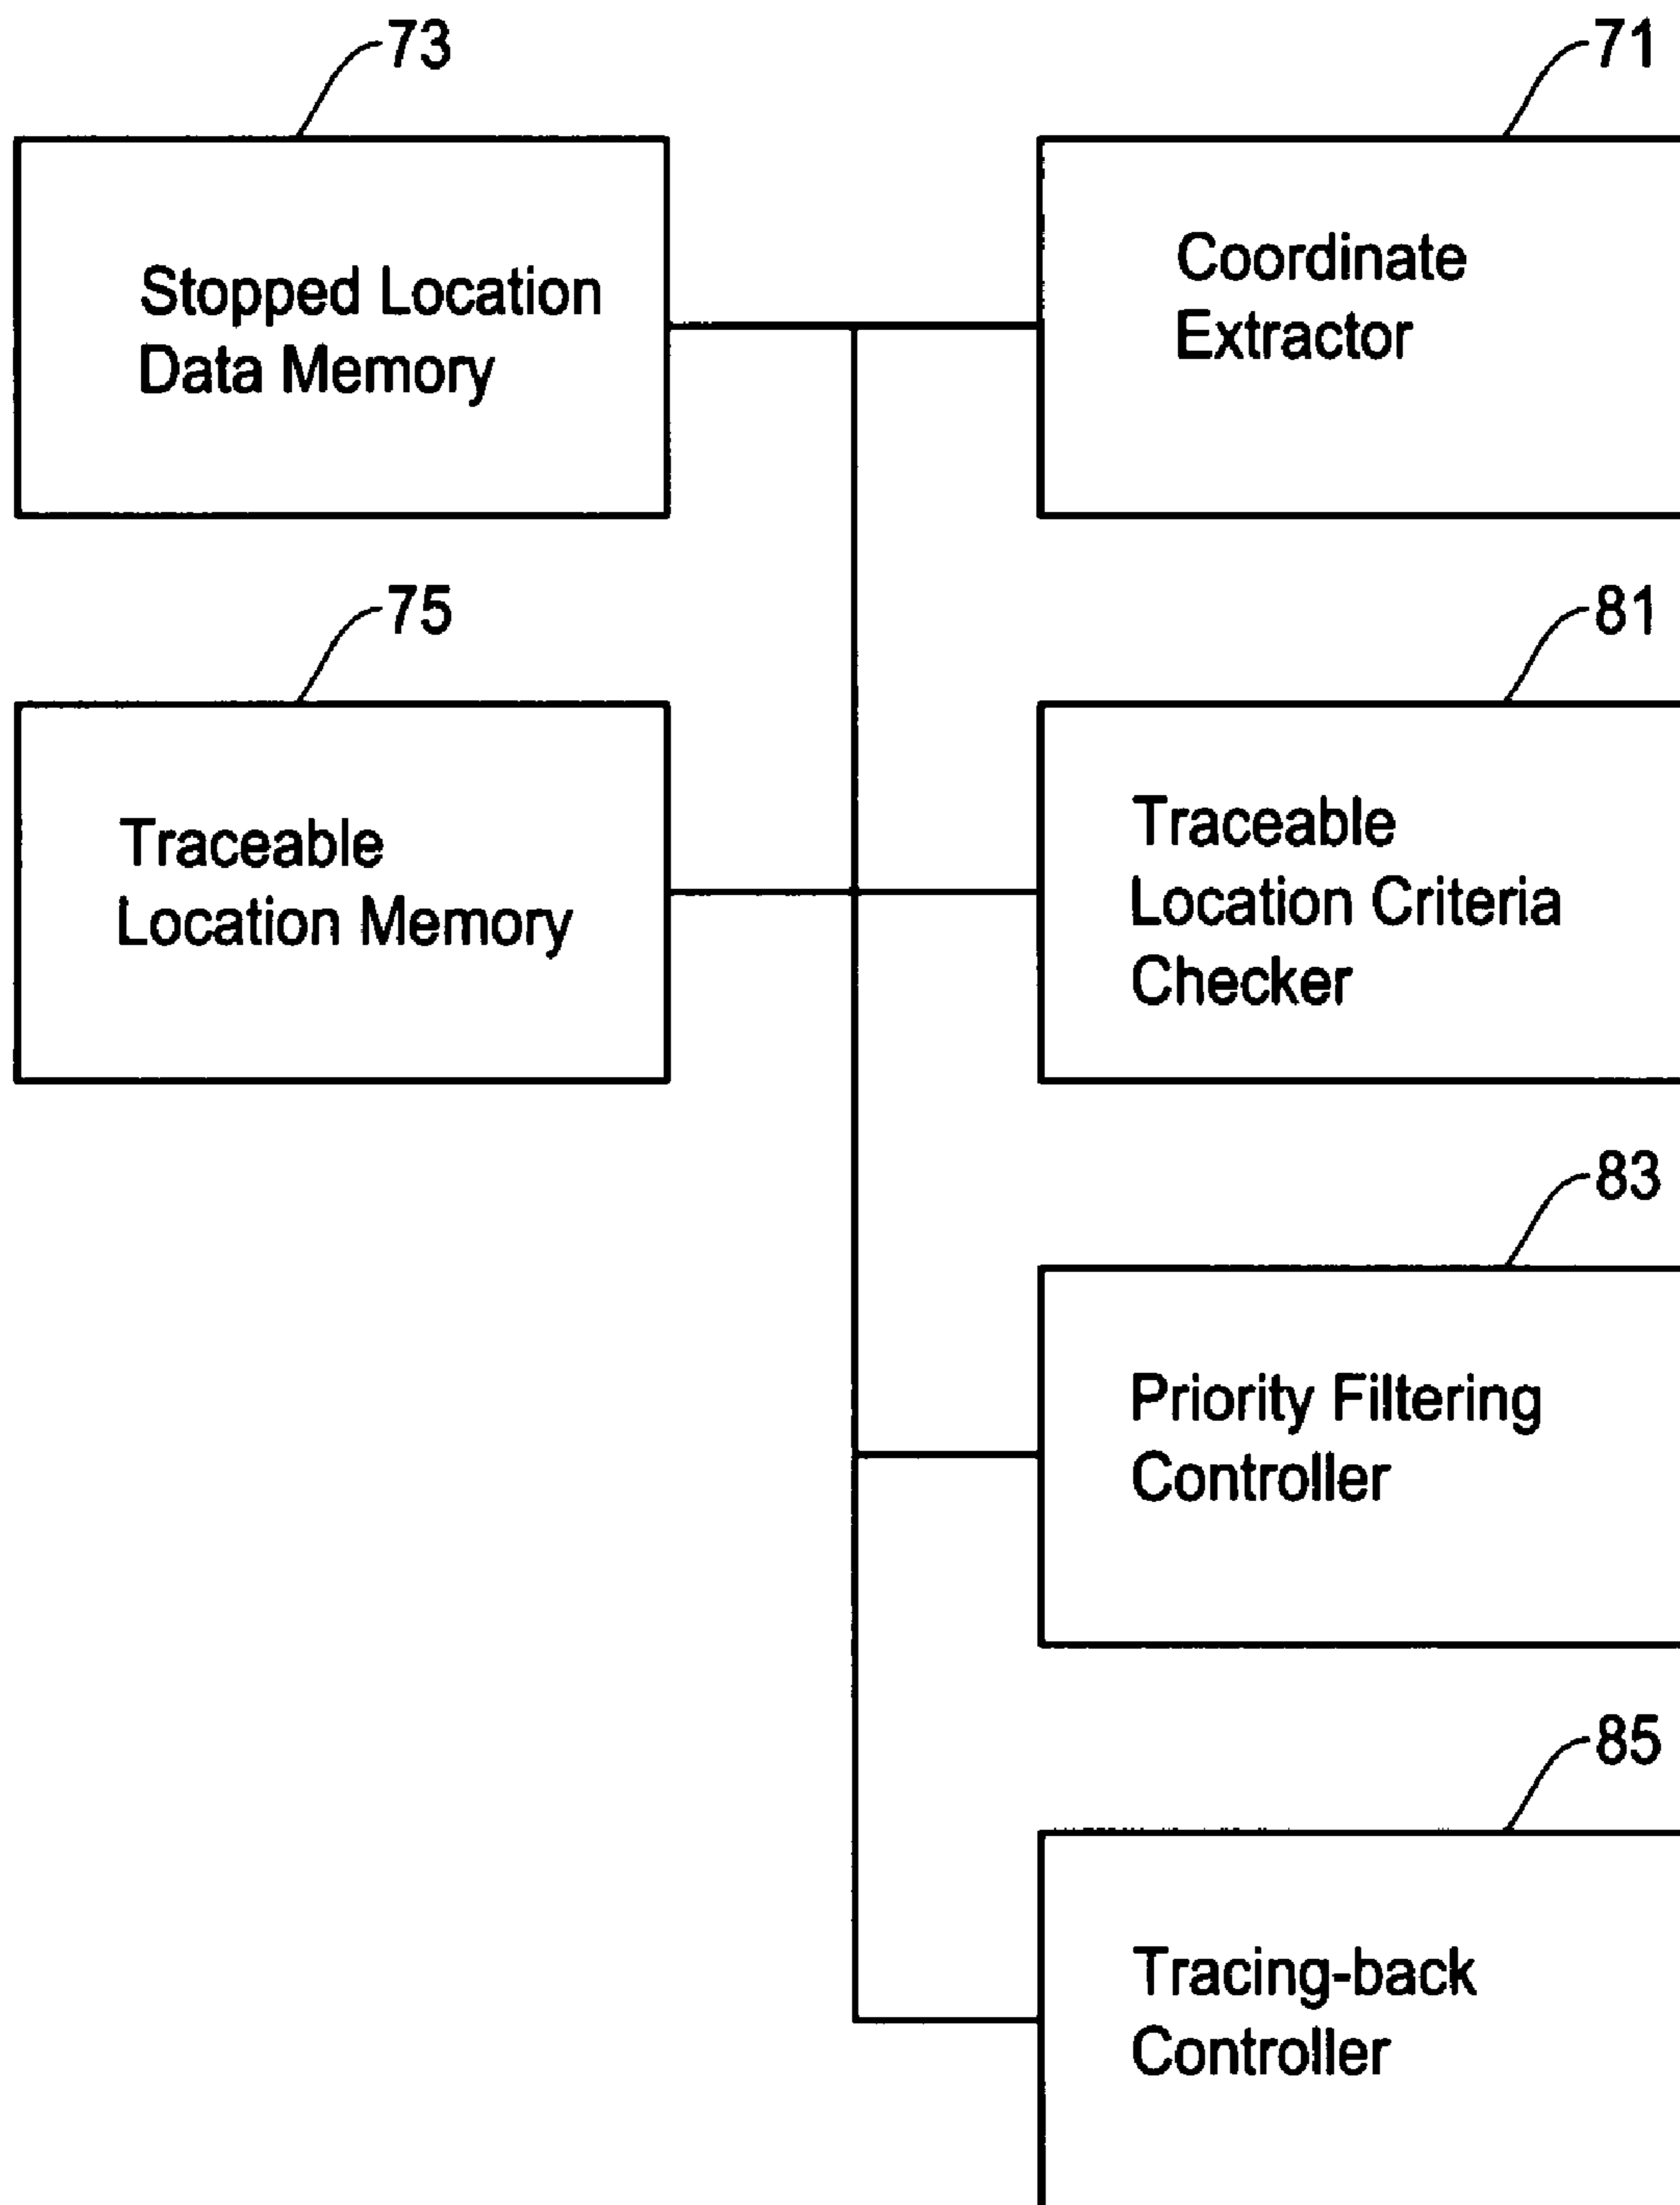 73
71
Stopped Location
Data Memory
Coordinate
Extractor
75
81
Traceable
Location Memory
Traceable
Location Criteria
Checker
83
Priority Filtering
Controller
85
Tracing-back
Controller